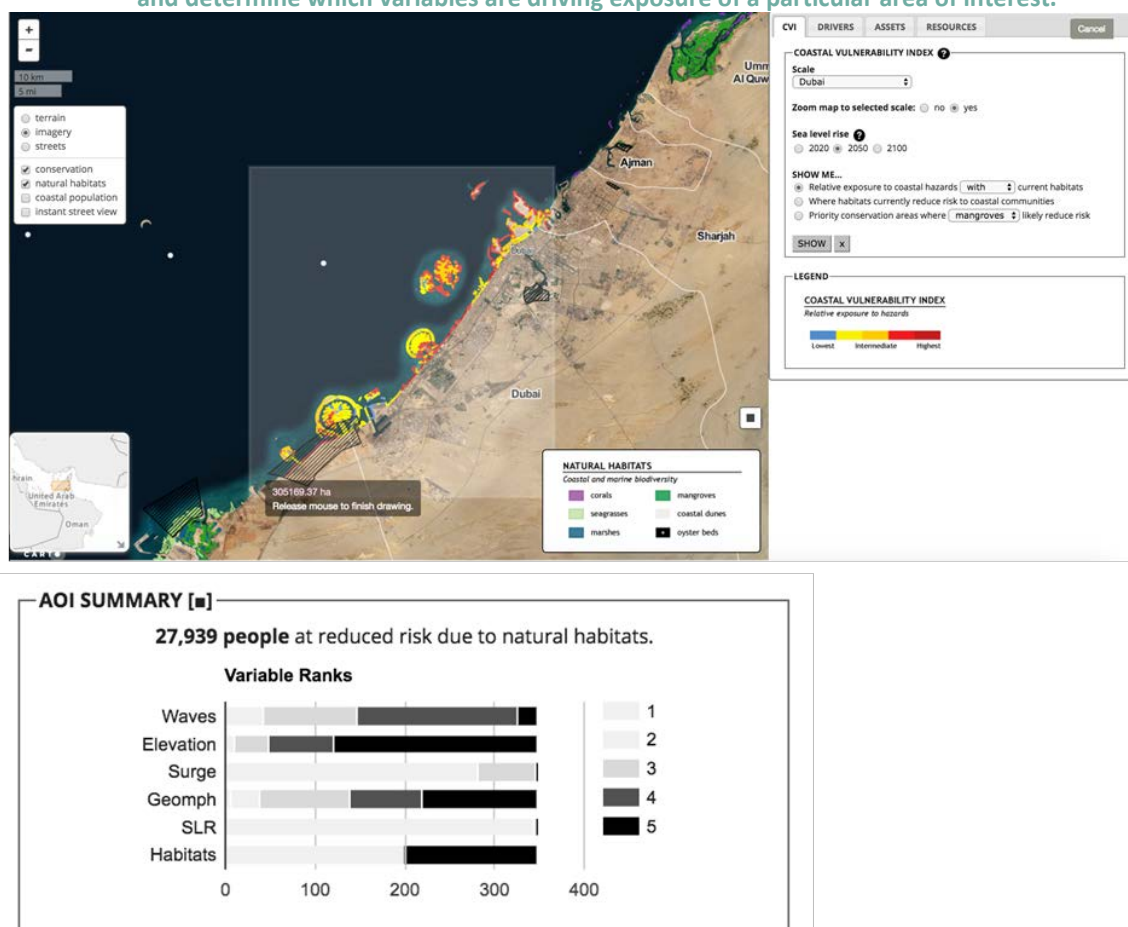 and determine which variables are driving exposure of a particular area of interest.
+
-
10 km
5 mi
terrain
imagery
streets
conservation
natural habitats
coastal population
instant street view
Umm
Al Quw
Ajman
Sharjah
Dubai
Dubai
305169.37 ha
Release mouse to finish drawing.
hrain
United Arab
Emirates
Oman
CARTO
NATURAL HABITATS
Coastal and marine biodiversity
corals mangroves
seagrasses coastal dunes
marshes oyster beds
CVI DRIVERS ASSETS RESOURCES Cancel
COASTAL VULNERABILITY INDEX ?
Scale
Dubai
Zoom map to selected scale: no yes
Sea level rise ?
2020 2050 2100
SHOW ME...
Relative exposure to coastal hazards with current habitats
Where habitats currently reduce risk to coastal communities
Priority conservation areas where mangroves likely reduce risk
SHOW x
LEGEND
COASTAL VULNERABILITY INDEX
Relative exposure to hazards
Lowest Intermediate Highest
AOI SUMMARY [■]
27,939 people at reduced risk due to natural habitats.
Variable Ranks
Waves
Elevation
Surge
Geomph
SLR
Habitats
0 100 200 300 400
1
2
3
4
5